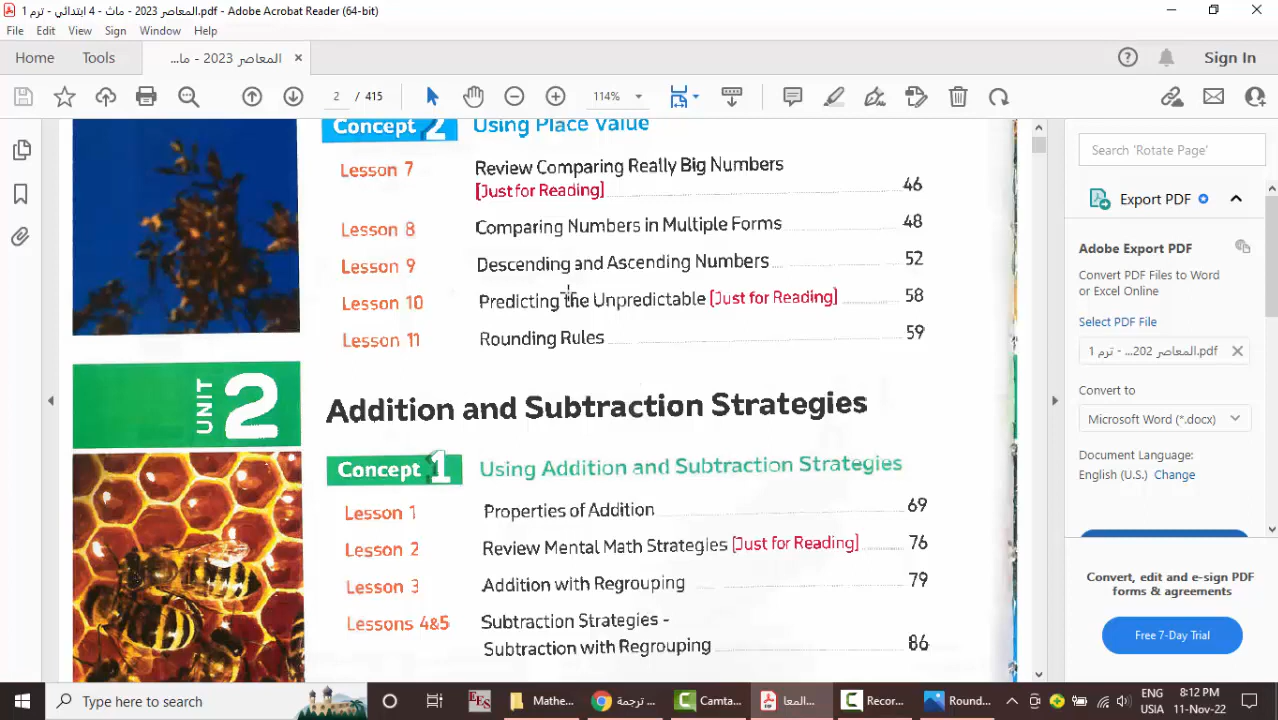 المعاصر 2023 - ماث - 4 ابتدائي - ترم 1.pdf - Adobe Acrobat Reader (64-bit)
File Edit View Sign Window Help
Home Tools المعاصر 2023 - ما... Sign In
2 / 415 114%
Concept 2 Using Place Value
Lesson 7 Review Comparing Really Big Numbers
[Just for Reading] 46
Lesson 8 Comparing Numbers in Multiple Forms 48
Lesson 9 Descending and Ascending Numbers 52
Lesson 10 Predicting the Unpredictable [Just for Reading] 58
Lesson 11 Rounding Rules 59
UNIT 2 Addition and Subtraction Strategies
Concept 1 Using Addition and Subtraction Strategies
Lesson 1 Properties of Addition 69
Lesson 2 Review Mental Math Strategies [Just for Reading] 76
Lesson 3 Addition with Regrouping 79
Lessons 4&5 Subtraction Strategies -
Subtraction with Regrouping 86
Search 'Rotate Page'
Export PDF
Adobe Export PDF
Convert PDF Files to Word
or Excel Online
Select PDF File
المعاصر 202... - ترم 1.pdf
Convert to
Microsoft Word (*.docx)
Document Language:
English (U.S.) Change
Convert, edit and e-sign PDF
forms & agreements
Free 7-Day Trial
Type here to search
EES
Mathe...
ترجمة ...
Camta...
المعا...
Recor...
Round...
ENG
USIA
8:12 PM
11-Nov-22